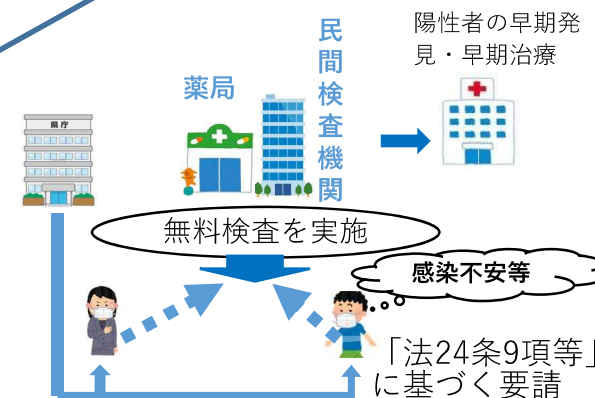 陽性者の早期発
見・早期治療
民間検査機関
薬局
県庁
無料検査を実施
感染不安等
「法24条9項等」
に基づく要請